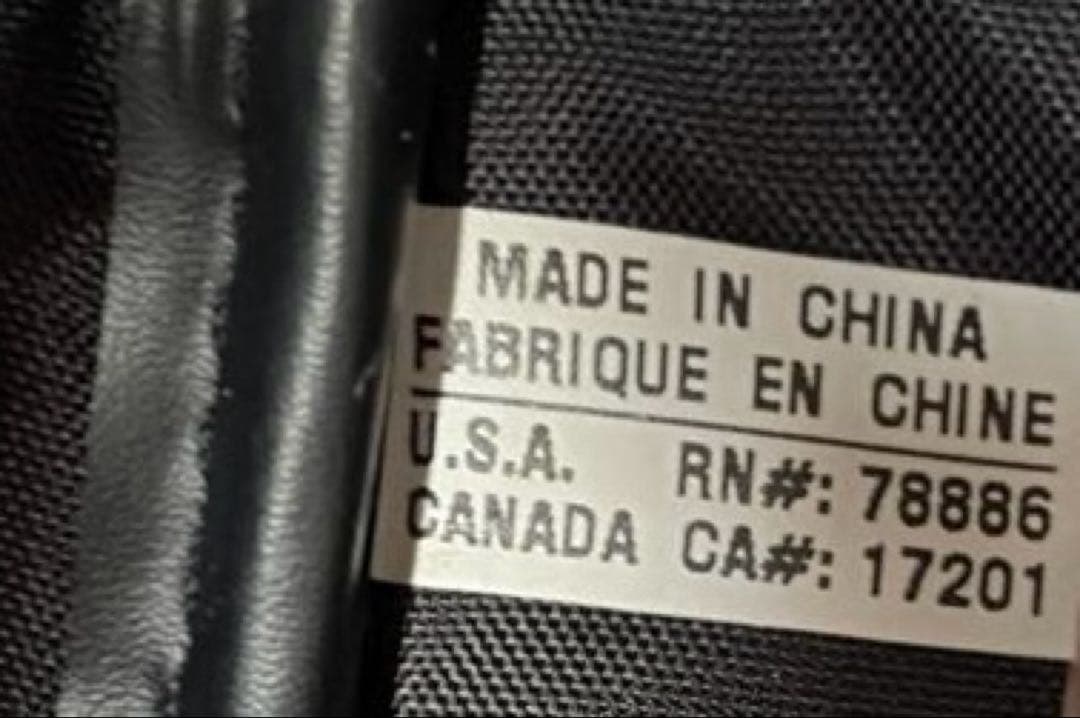 MADE IN CHINA
FABRIQUE EN CHINE
U.S.A. RN#: 78886
CANADA CA#: 17201